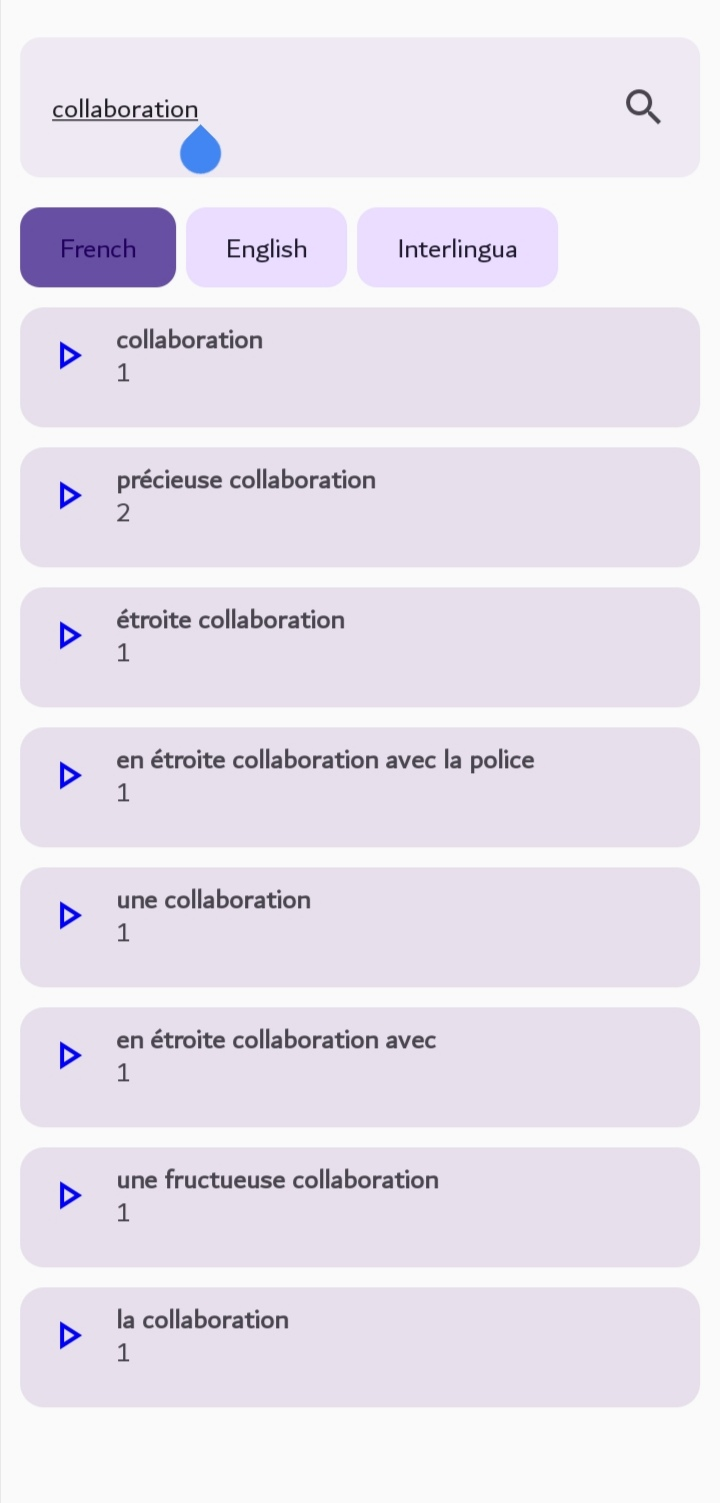 collaboration
French English Interlingua
collaboration
1
précieuse collaboration
2
étroite collaboration
1
en étroite collaboration avec la police
1
une collaboration
1
en étroite collaboration avec
1
une fructueuse collaboration
1
la collaboration
1